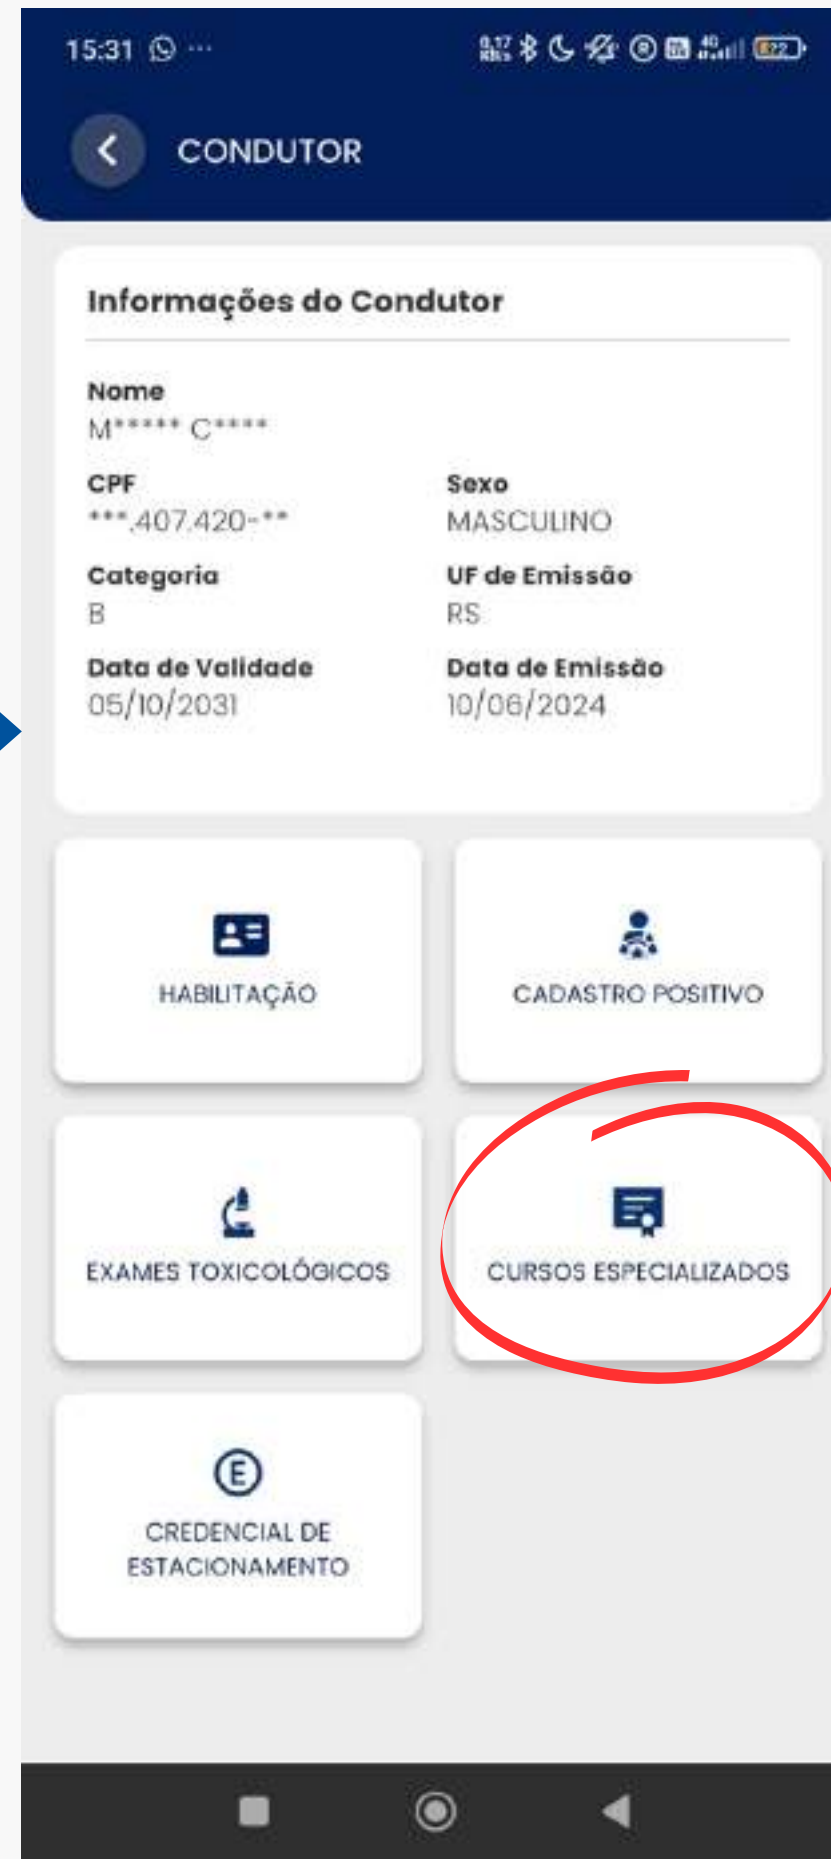 15:31
CONDUTOR
Informações do Condutor
Nome
M***** C****
CPF
Sexo
***.407.420-**
MASCULINO
Categoria
UF de Emissão
B
RS
Data de Validade
Data de Emissão
05/10/2031
10/06/2024
HABILITAÇÃO
CADASTRO POSITIVO
EXAMES TOXICOLÓGICOS
CURSOS ESPECIALIZADOS
E
CREDENCIAL DE
ESTACIONAMENTO